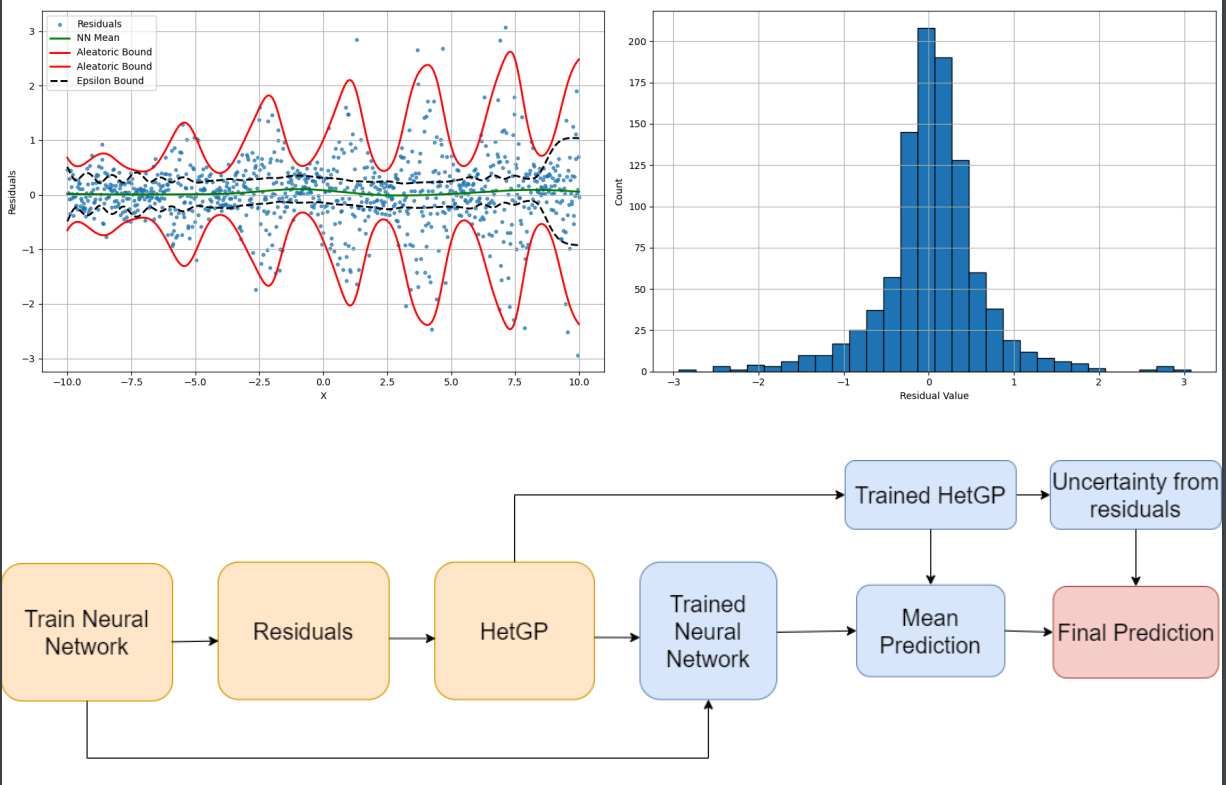 Residuals
NN Mean
Aleatoric Bound
Aleatoric Bound
Epsilon Bound
3
2
1
0
−1
−2
−3
Residuals
−10.0 −7.5 −5.0 −2.5 0.0 2.5 5.0 7.5 10.0
X
200
175
150
125
100
75
50
25
0
Count
−3 −2 −1 0 1 2 3
Residual Value
Trained HetGP
Uncertainty from
residuals
Train Neural
Network
Residuals
HetGP
Trained
Neural
Network
Mean
Prediction
Final Prediction